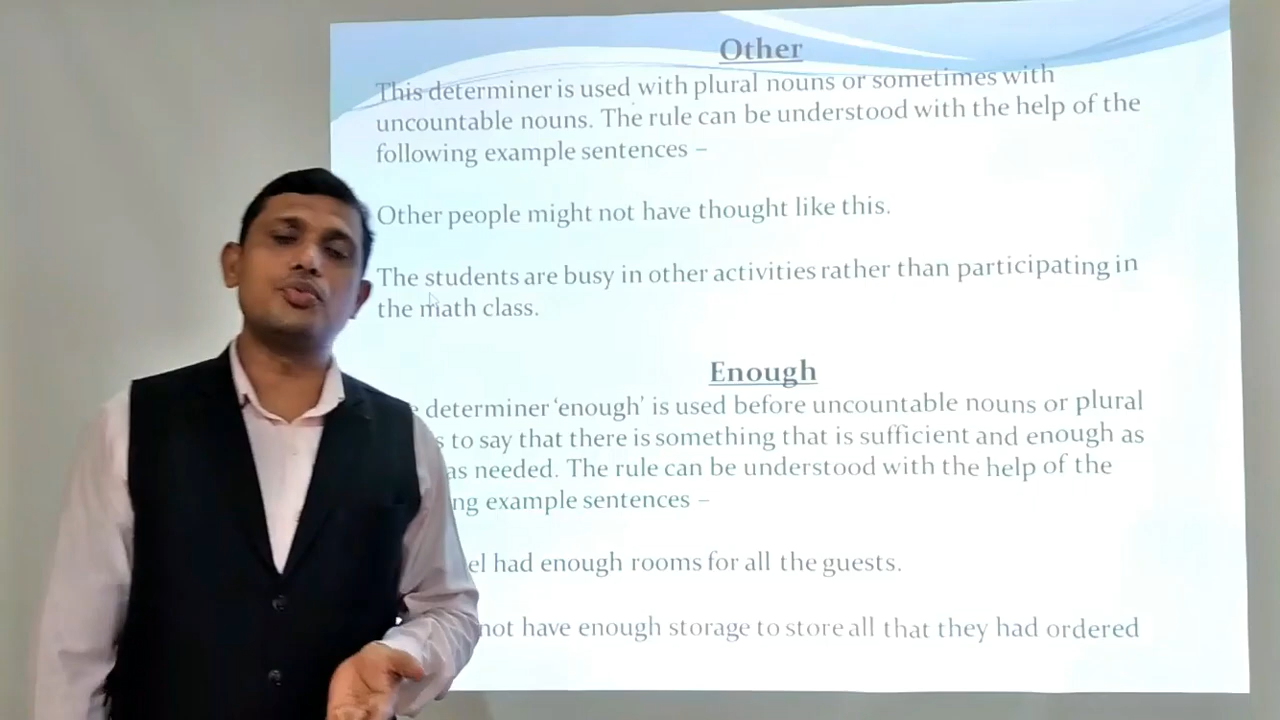 Other
This determiner is used with plural nouns or sometimes with
uncountable nouns. The rule can be understood with the help of the
following example sentences –
Other people might not have thought like this.
The students are busy in other activities rather than participating in
the math class.
Enough
determiner 'enough' is used before uncountable nouns or plural
to say that there is something that is sufficient and enough as
as needed. The rule can be understood with the help of the
example sentences –
had enough rooms for all the guests.
not have enough storage to store all that they had ordered